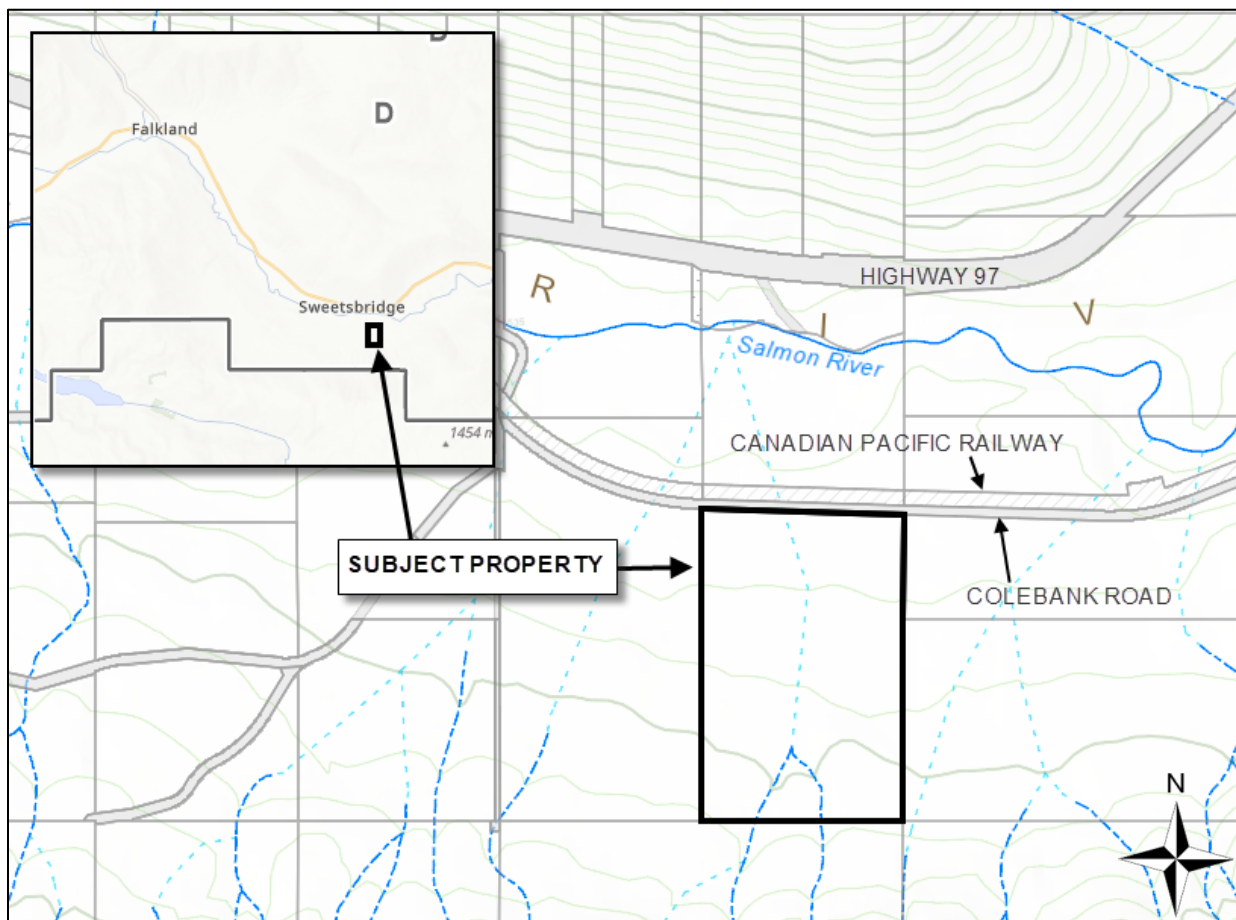 D
D
Falkland
Sweetsbridge
1454 m
R
I
V
HIGHWAY 97
Salmon River
CANADIAN PACIFIC RAILWAY
SUBJECT PROPERTY
COLEBANK ROAD
N